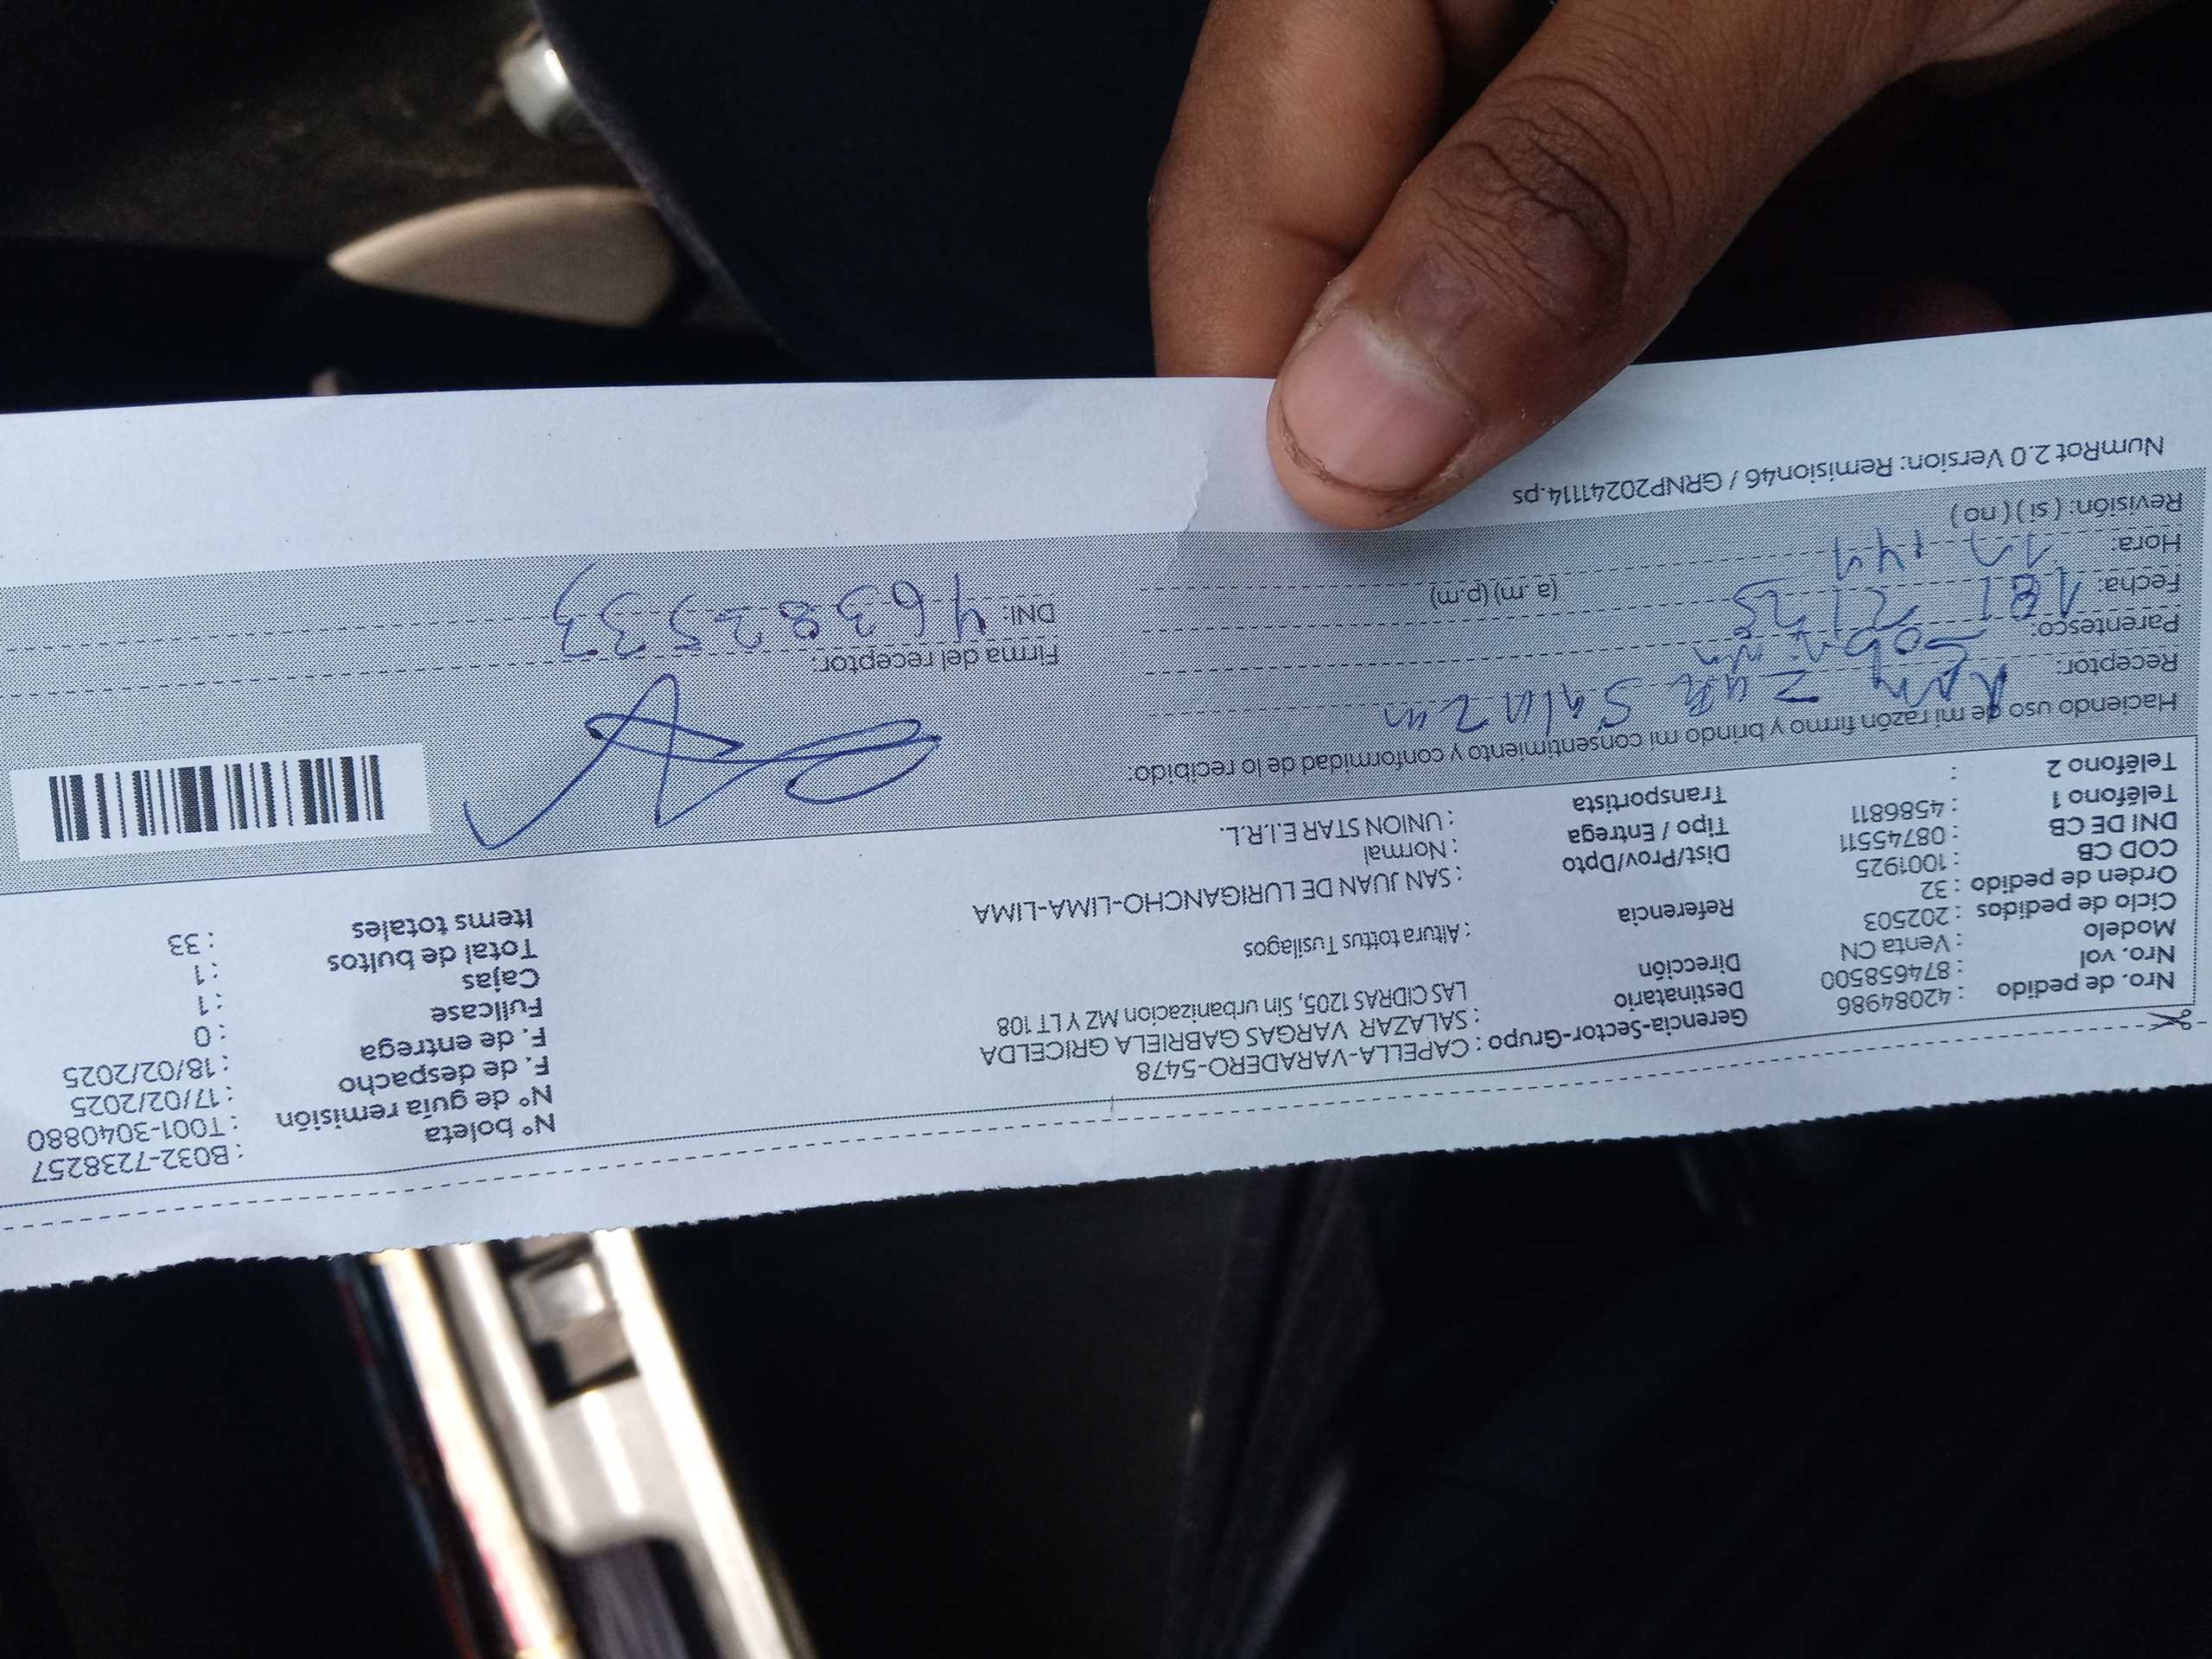 Nro. de pedido : 42084986
Nro. vol : 874658500
Modelo : Venta CN
Ciclo de pedidos : 202503
Orden de pedido : 32
COD CB : 1001925
DNI DE CB : 08745511
Teléfono 1 : 4586811
Teléfono 2 :
Gerencia-Sector-Grupo : CAPELLA-VARADERO-5478
Destinatario : SALAZAR VARGAS GABRIELA GRICELDA
Dirección LAS CIDRAS 1205, Sin urbanizacion MZ Y LT 108
Referencia : Altura tottus Tusilagos
Dist/Prov/Dpto : SAN JUAN DE LURIGANCHO-LIMA-LIMA
Tipo / Entrega : Normal
Transportista : UNION STAR E.I.R.L.
Nº boleta : B032-7238257
Nº de guía remisión : T001-3040880
F. de despacho : 17/02/2025
F. de entrega : 18/02/2025
Fullcase : 0
Cajas : 1
Total de bultos : 1
Items totales : 33
Haciendo uso de mi razón firmo y brindo mi consentimiento y conformidad de lo recibido:
Receptor: Salazar
Parentesco: Sobrina
Fecha: 18/2/25
Hora: (a.m) (p.m)
Revisión: ( si ) ( no )
Firma del receptor:
DNI: 46382533
NumRot 2.0 Version: Remision46 / GRNP20241114.ps